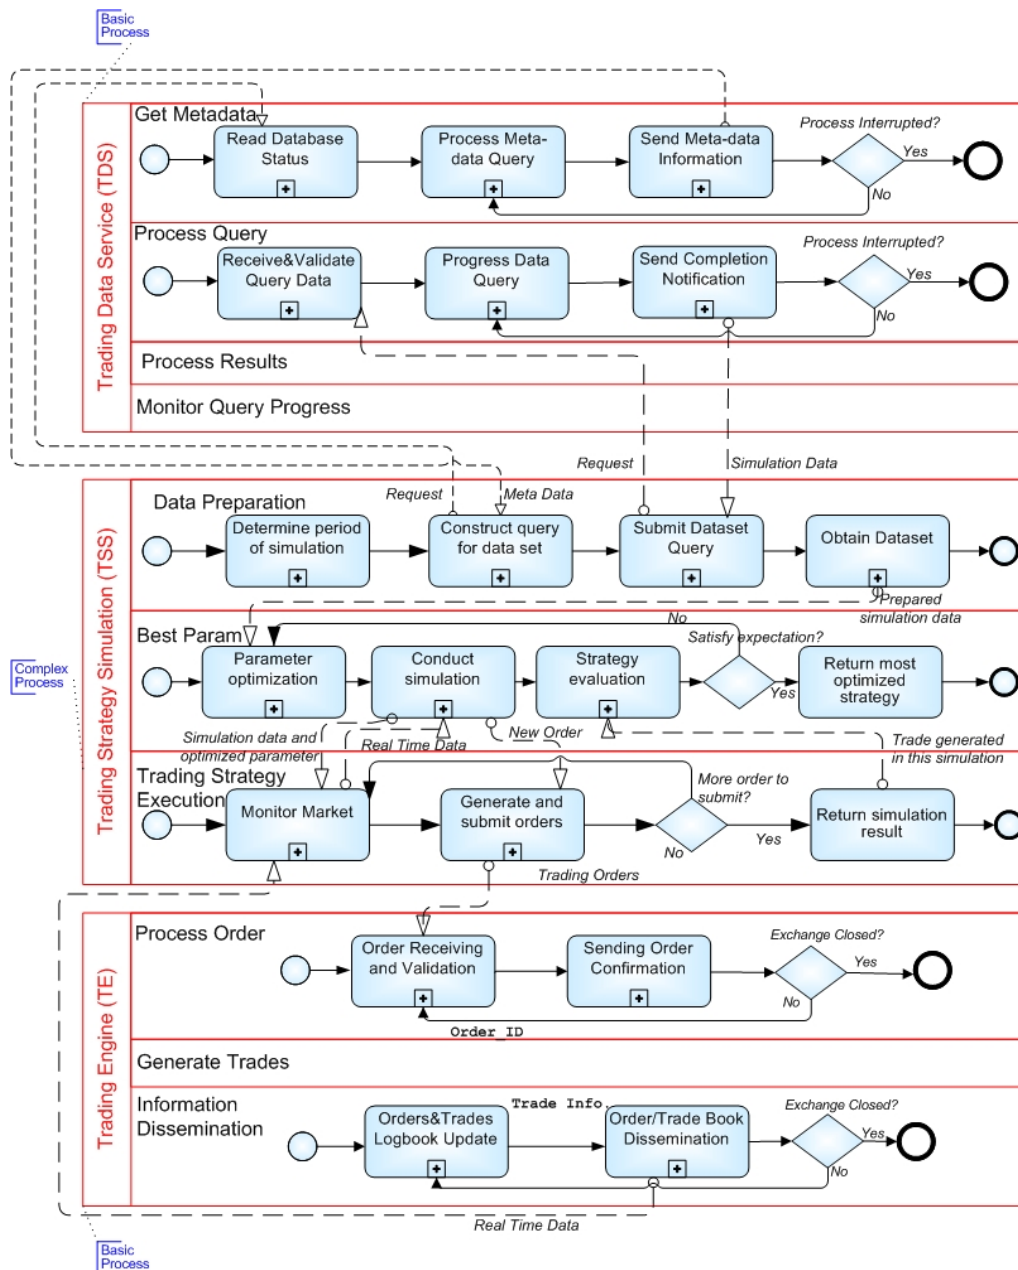 Basic
Process
Trading Data Service (TDS)
Get Metadata
Read Database
Status
Process Meta-
data Query
Send Meta-data
Information
Process Interrupted?
Yes
No
Process Query
Receive&Validate
Query Data
Progress Data
Query
Send Completion
Notification
Process Interrupted?
Yes
No
Process Results
Monitor Query Progress
Request
Simulation Data
Trading Strategy Simulation (TSS)
Data Preparation
Request
Meta Data
Determine period
of simulation
Construct query
for data set
Submit Dataset
Query
Obtain Dataset
Prepared
simulation data
Complex
Process
Best Param
No
Satisfy expectation?
Parameter
optimization
Conduct
simulation
Strategy
evaluation
Yes
Return most
optimized
strategy
Simulation data and
optimized parameter
Real Time Data
New Order
Trade generated
in this simulation
Trading Strategy
Execution
Monitor Market
Generate and
submit orders
More order to
submit?
No
Yes
Return simulation
result
Trading Orders
Trading Engine (TE)
Process Order
Order Receiving
and Validation
Sending Order
Confirmation
Exchange Closed?
Yes
No
Order_ID
Generate Trades
Information
Dissemination
Orders&Trades
Logbook Update
Trade Info.
Order/Trade Book
Dissemination
Exchange Closed?
Yes
No
Real Time Data
Basic
Process